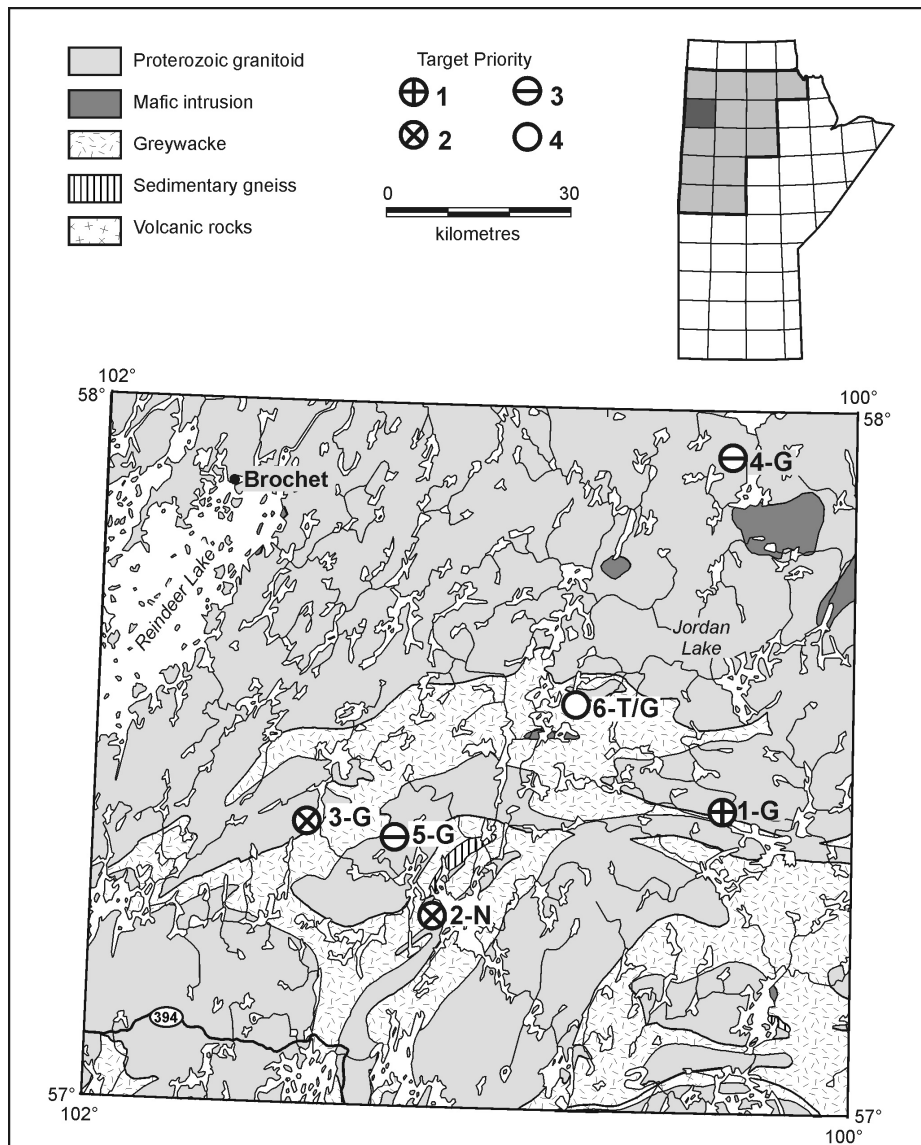 Proterozoic granitoid
Mafic intrusion
Greywacke
Sedimentary gneiss
Volcanic rocks
Target Priority
1
3
2
4
0 30
kilometres
102°
58°
100°
58°
4-G
Brochet
Reindeer Lake
Jordan
Lake
6-T/G
1-G
3-G
5-G
2-N
394
57°
102°
57°
100°